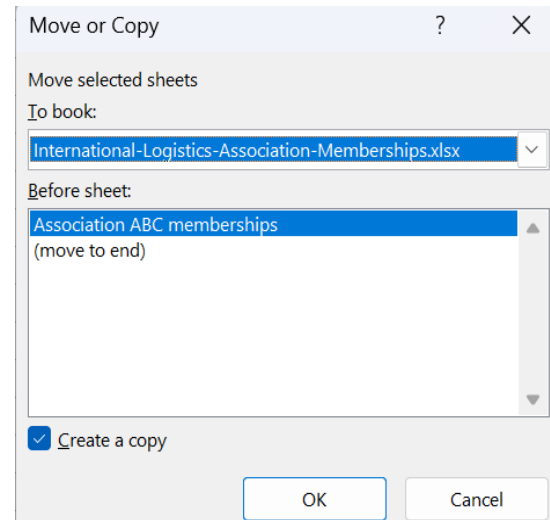 Move or Copy ?
Move selected sheets
To book:
International-Logistics-Association-Memberships.xlsx
Before sheet:
Association ABC memberships
(move to end)
Create a copy
OK Cancel